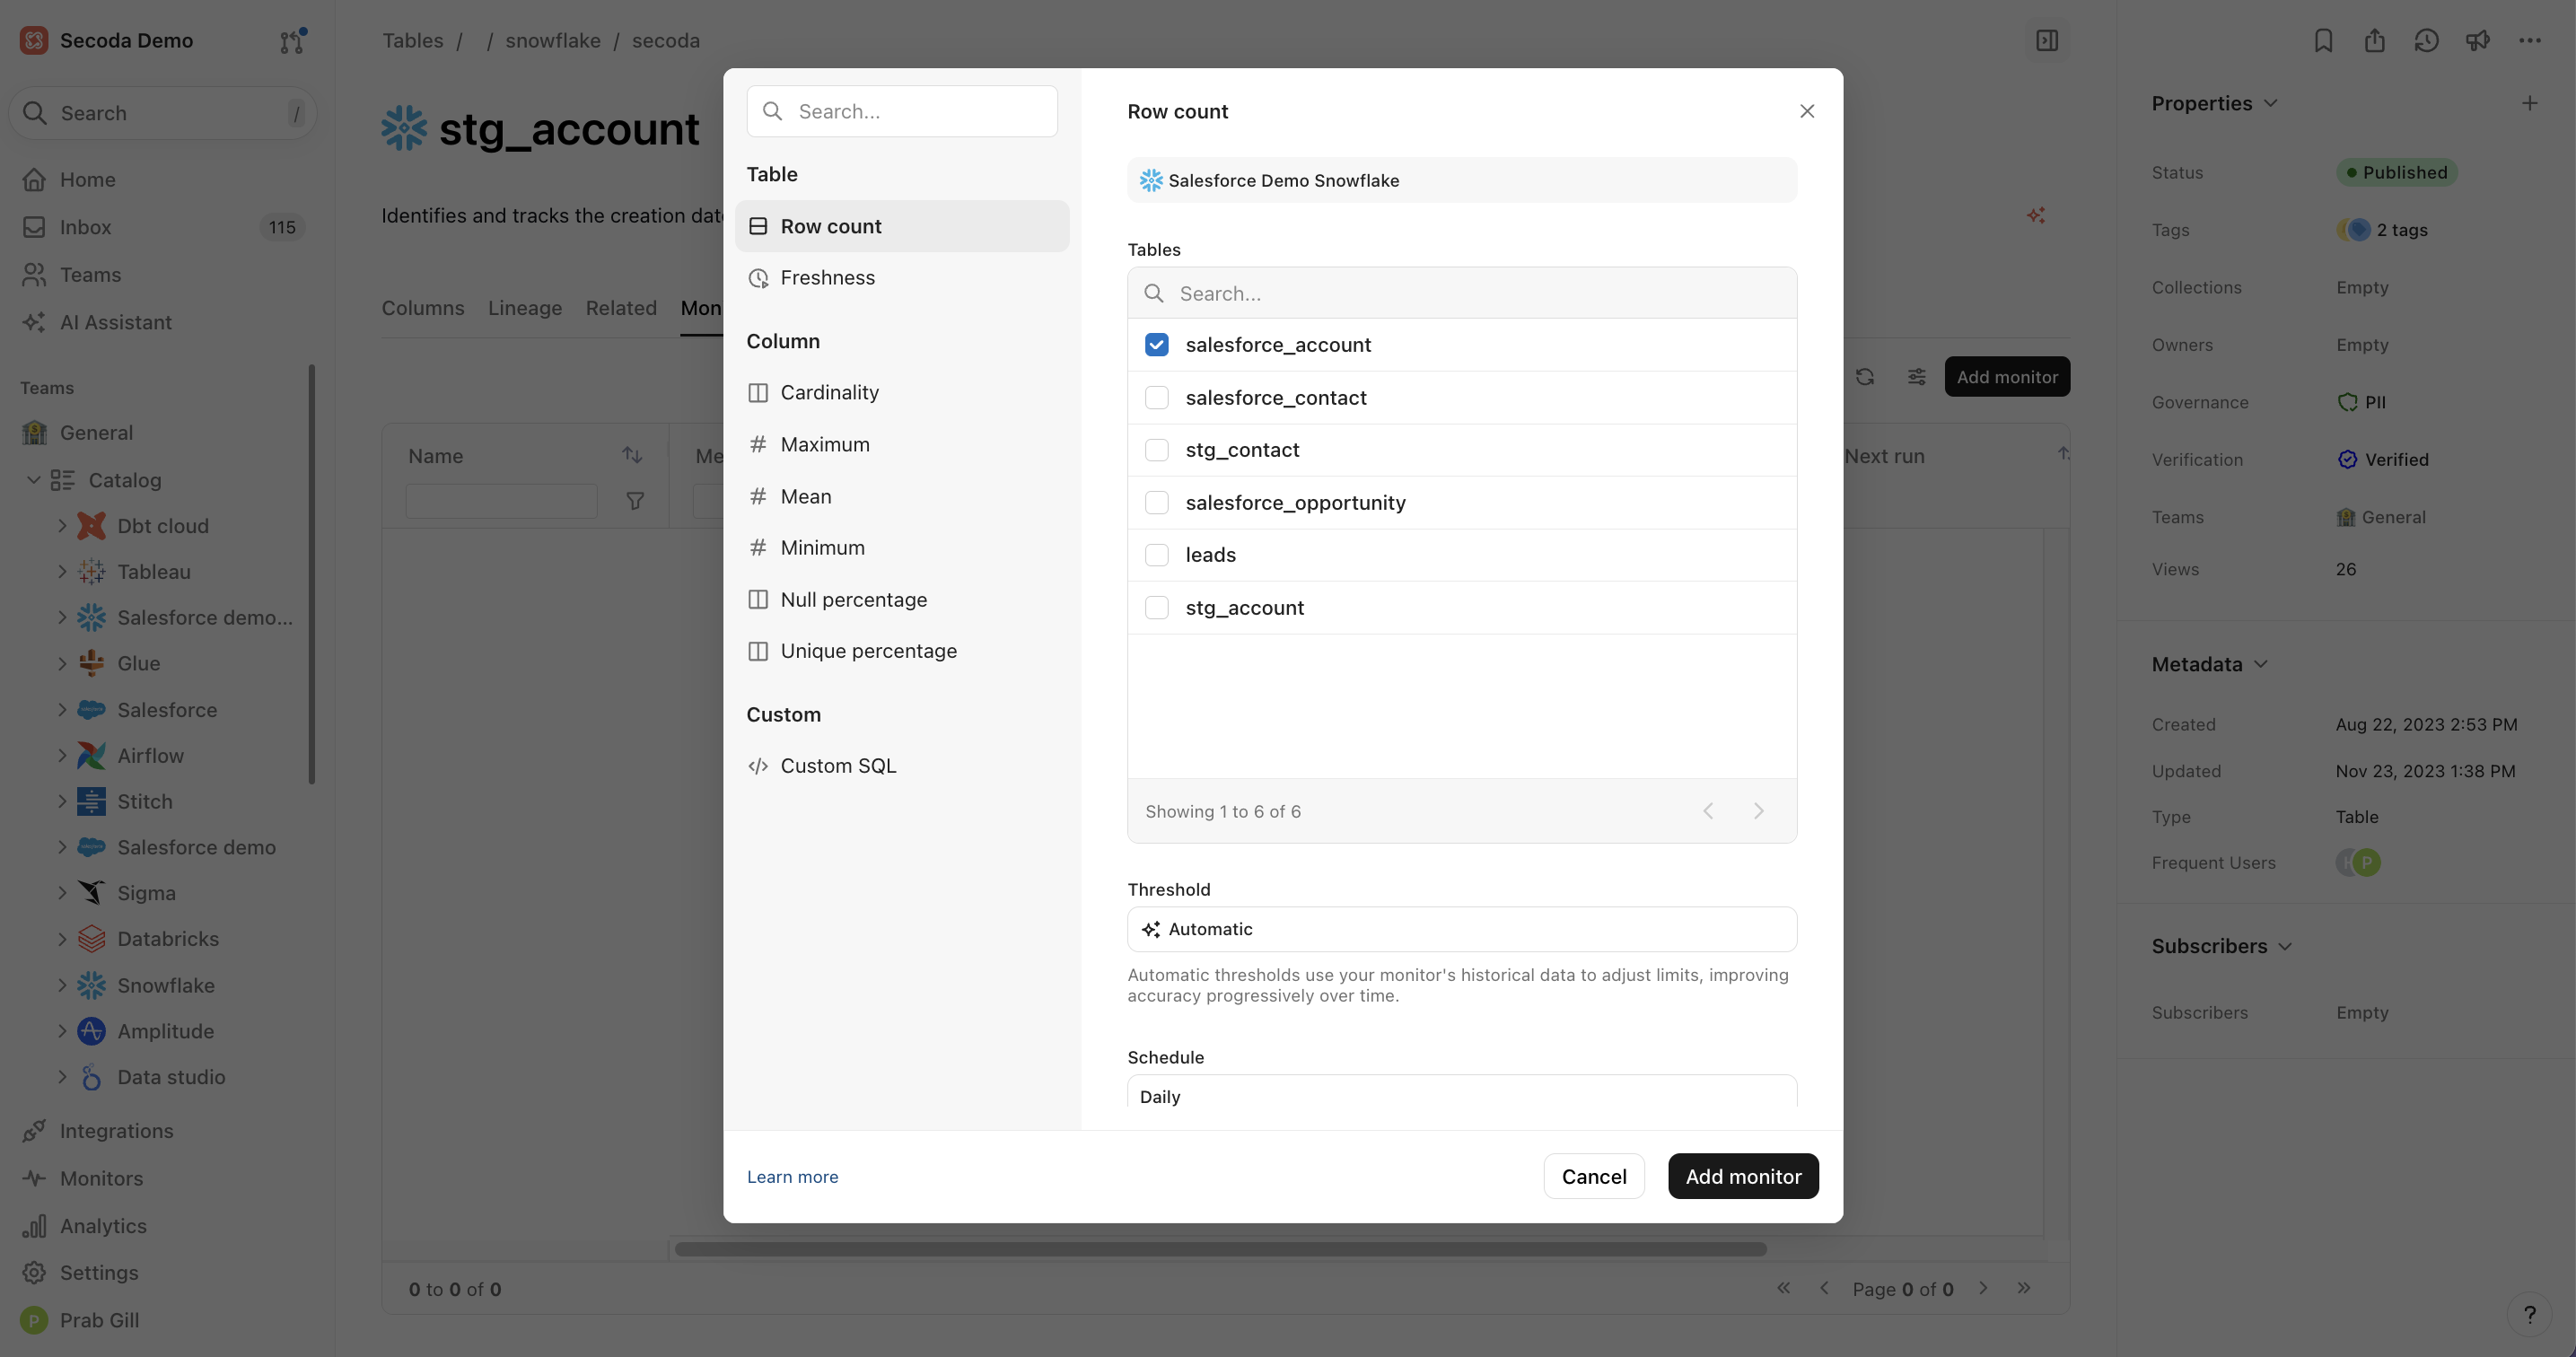 Secoda Demo
Search /
Home
Inbox 115
Teams
AI Assistant
Teams
General
Catalog
Dbt cloud
Tableau
Salesforce demo...
Glue
Salesforce
Airflow
Stitch
Salesforce demo
Sigma
Databricks
Snowflake
Amplitude
Data studio
Integrations
Monitors
Analytics
Settings
P Prab Gill
Tables / / snowflake / secoda
stg_account
Identifies and tracks the creation dat
Columns Lineage Related Mon
Add monitor
Name Me Next run
0 to 0 of 0
Page 0 of 0
Search...
Table
Row count
Freshness
Column
Cardinality
# Maximum
# Mean
# Minimum
Null percentage
Unique percentage
Custom
</> Custom SQL
Row count
Salesforce Demo Snowflake
Tables
Search...
salesforce_account
salesforce_contact
stg_contact
salesforce_opportunity
leads
stg_account
Showing 1 to 6 of 6
Threshold
Automatic
Automatic thresholds use your monitor's historical data to adjust limits, improving
accuracy progressively over time.
Schedule
Daily
Learn more
Cancel
Add monitor
Properties
Status Published
Tags 2 tags
Collections Empty
Owners Empty
Governance PII
Verification Verified
Teams General
Views 26
Metadata
Created Aug 22, 2023 2:53 PM
Updated Nov 23, 2023 1:38 PM
Type Table
Frequent Users P
Subscribers
Subscribers Empty
?